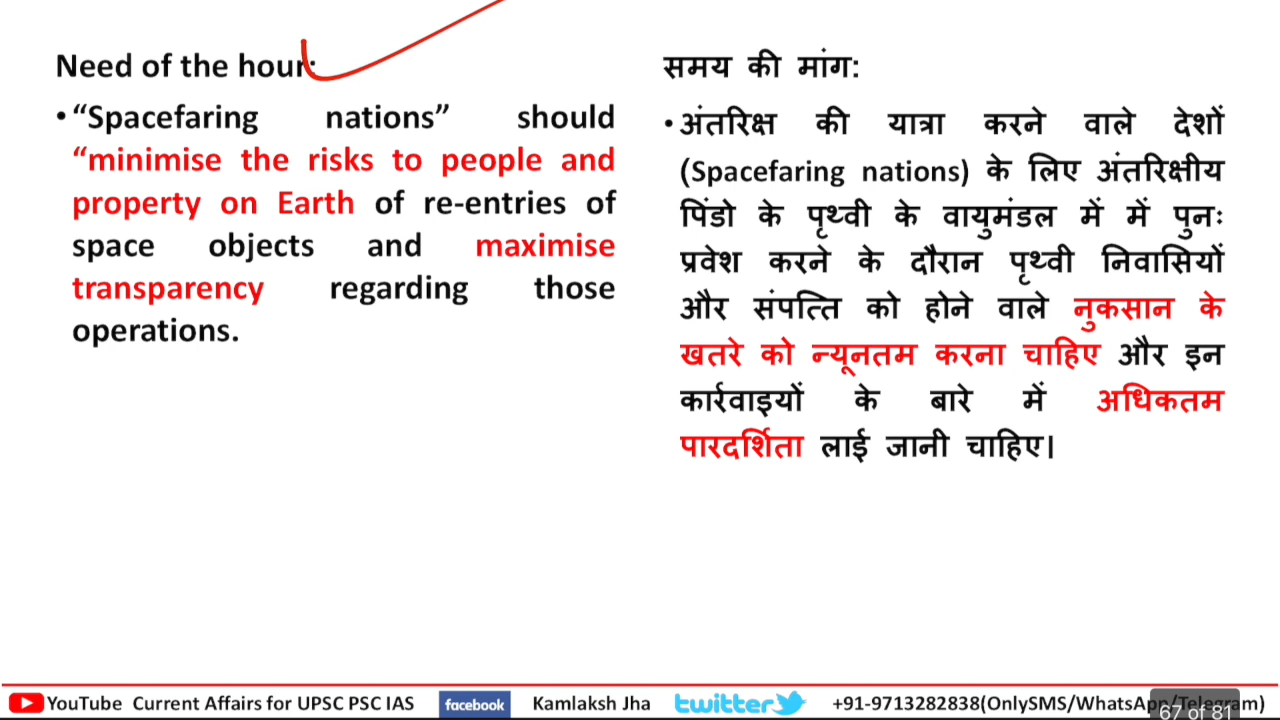 Need of the hour:
• “Spacefaring nations” should
“minimise the risks to people and
property on Earth of re-entries of
space objects and maximise
transparency regarding those
operations.
समय की मांग:
• अंतरिक्ष की यात्रा करने वाले देशों
(Spacefaring nations) के लिए अंतरिक्षीय
पिंडो के पृथ्वी के वायुमंडल में में पुनः
प्रवेश करने के दौरान पृथ्वी निवासियों
और संपत्ति को होने वाले नुकसान के
खतरे को न्यूनतम करना चाहिए और इन
कार्रवाइयों के बारे में अधिकतम
पारदर्शिता लाई जानी चाहिए।
YouTube Current Affairs for UPSC PSC IAS facebook Kamlaksh Jha twitter +91-9713282838(OnlySMS/WhatsApp/Telegram)
67 of 81